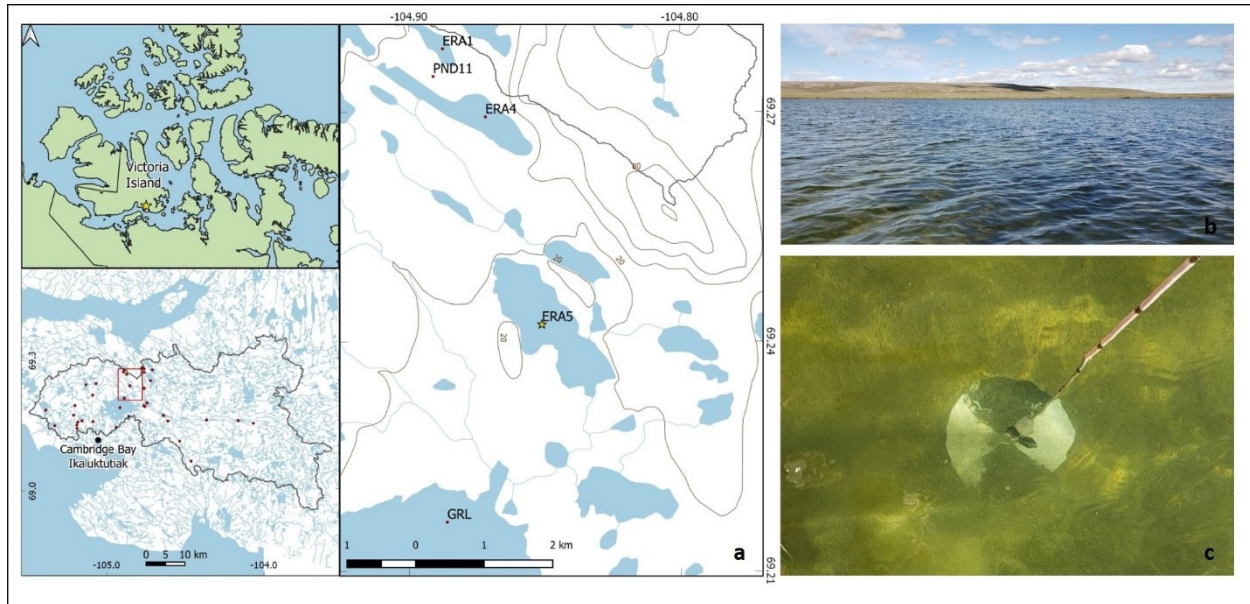 Victoria
Island
69.3
69.0
Cambridge Bay
Ikaluktutiak
0 5 10 km
-105.0 -104.0
-104.90 -104.80
ERA1
PND11
ERA4
69.27
80
20
20
ERA5
20
69.24
GRL
1 0 1 2 km
69.21
a
b
c